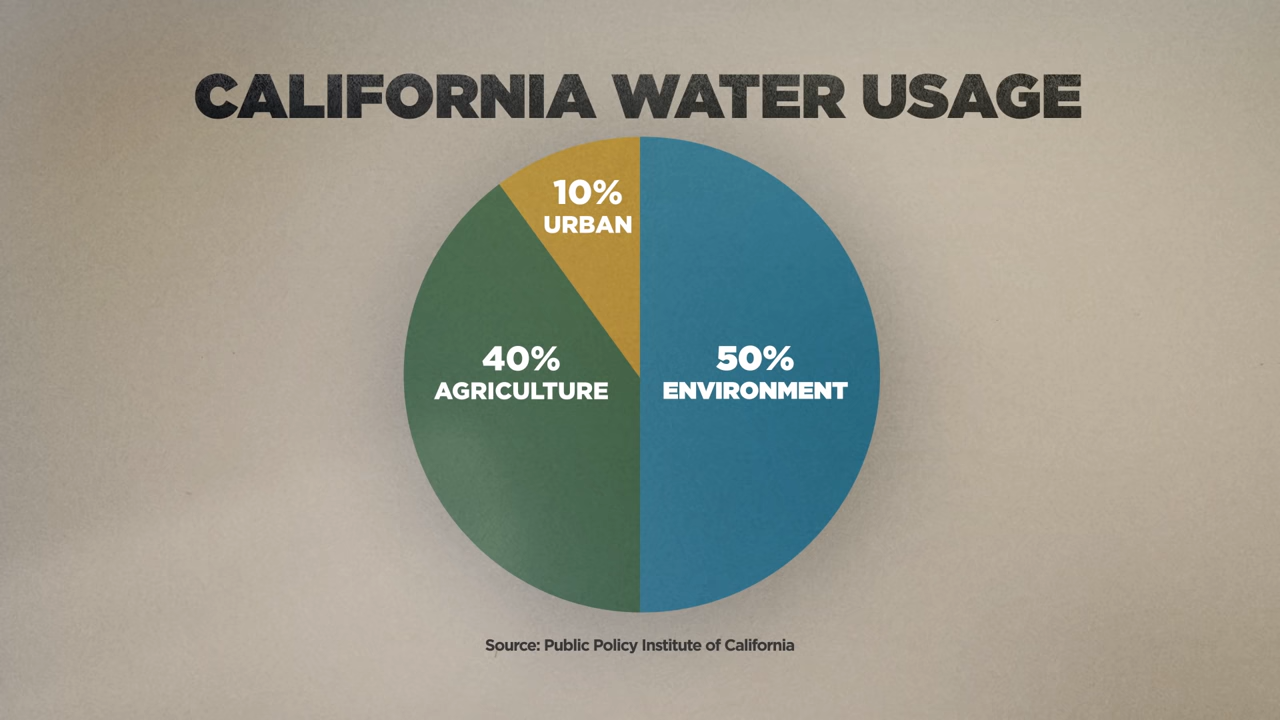 CALIFORNIA WATER USAGE
10%
URBAN
40%
AGRICULTURE
50%
ENVIRONMENT
Source: Public Policy Institute of California